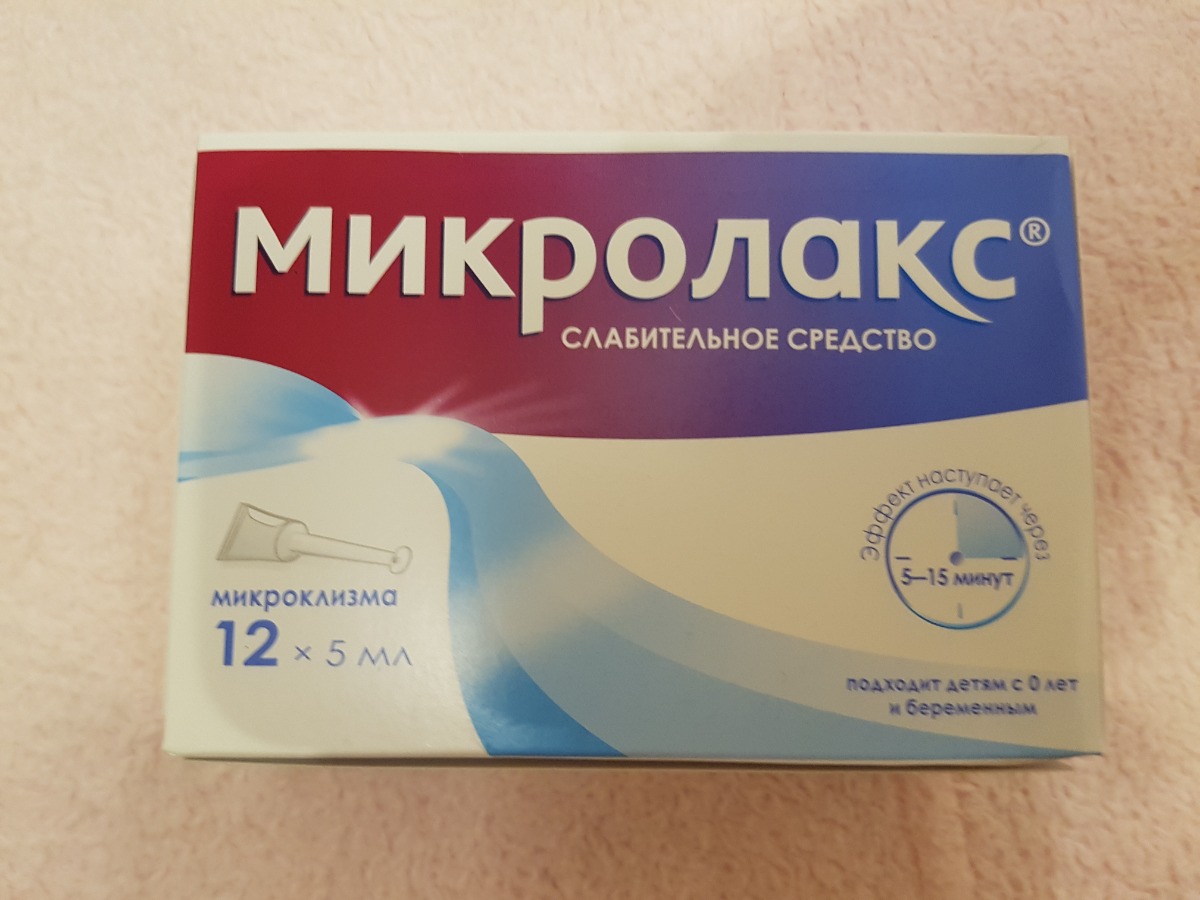 Микролакс®
СЛАБИТЕЛЬНОЕ СРЕДСТВО
Эффект наступает через
5–15 минут
микроклизма
12 × 5 мл
подходит детям с 0 лет
и беременным